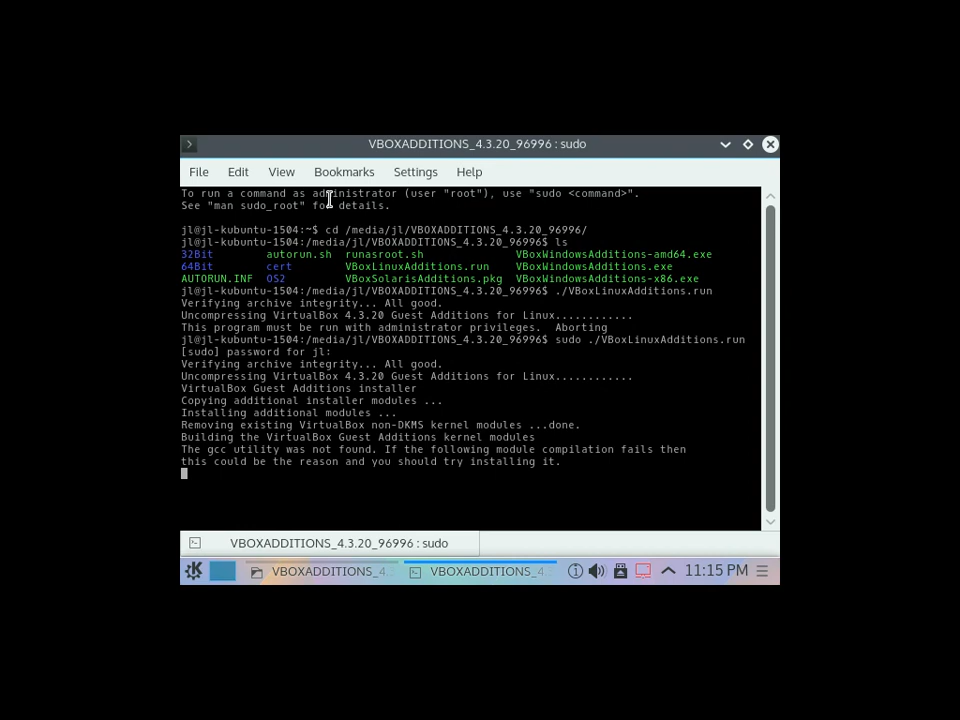 VBOXADDITIONS_4.3.20_96996 : sudo
File Edit View Bookmarks Settings Help
To run a command as administrator (user "root"), use "sudo <command>".
See "man sudo_root" for details.
jl@jl-kubuntu-1504:~$ cd /media/jl/VBOXADDITIONS_4.3.20_96996/
jl@jl-kubuntu-1504:/media/jl/VBOXADDITIONS_4.3.20_96996$ ls
32Bit autorun.sh runasroot.sh VBoxWindowsAdditions-amd64.exe
64Bit cert VBoxLinuxAdditions.run VBoxWindowsAdditions.exe
AUTORUN.INF OS2 VBoxSolarisAdditions.pkg VBoxWindowsAdditions-x86.exe
jl@jl-kubuntu-1504:/media/jl/VBOXADDITIONS_4.3.20_96996$ ./VBoxLinuxAdditions.run
Verifying archive integrity... All good.
Uncompressing VirtualBox 4.3.20 Guest Additions for Linux............
This program must be run with administrator privileges.  Aborting
jl@jl-kubuntu-1504:/media/jl/VBOXADDITIONS_4.3.20_96996$ sudo ./VBoxLinuxAdditions.run
[sudo] password for jl:
Verifying archive integrity... All good.
Uncompressing VirtualBox 4.3.20 Guest Additions for Linux............
VirtualBox Guest Additions installer
Copying additional installer modules ...
Installing additional modules ...
Removing existing VirtualBox non-DKMS kernel modules ...done.
Building the VirtualBox Guest Additions kernel modules
The gcc utility was not found. If the following module compilation fails then
this could be the reason and you should try installing it.
VBOXADDITIONS_4.3.20_96996 : sudo
VBOXADDITIONS_4. VBOXADDITIONS_4. 11:15 PM